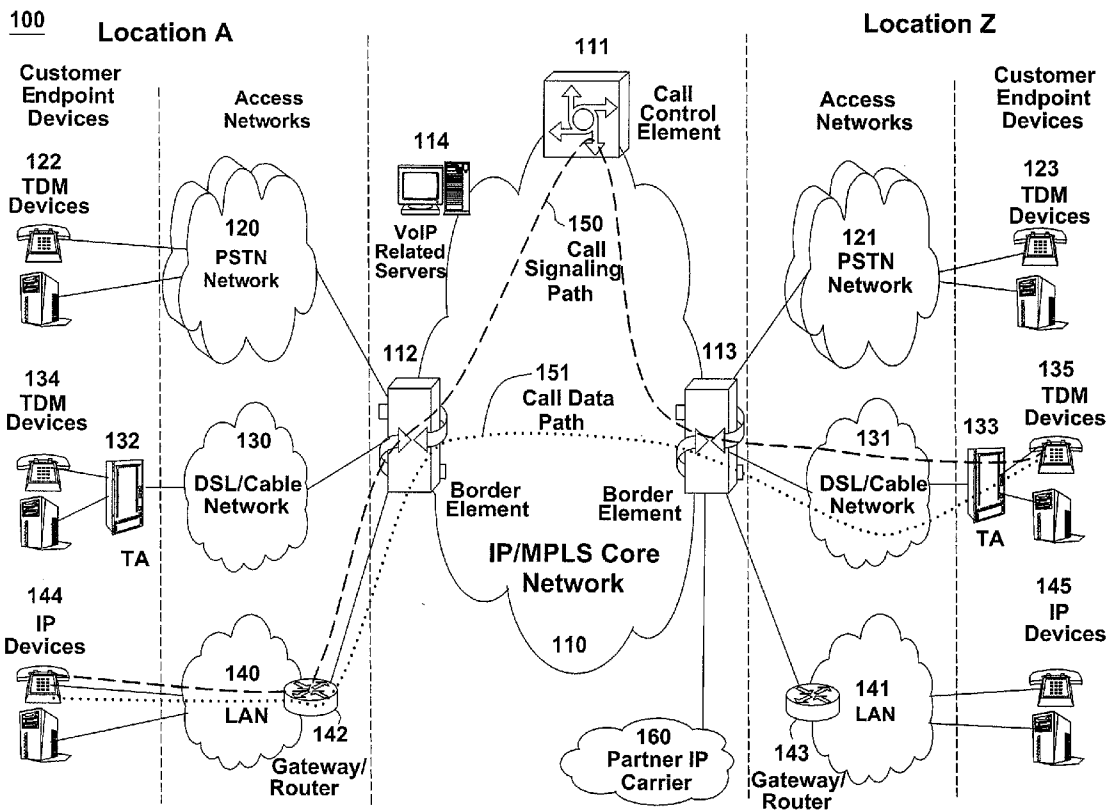 100
Location A
Location Z
111
Customer
Endpoint
Devices
Access
Networks
Call
Control
Element
Access
Networks
Customer
Endpoint
Devices
114
VoIP
Related
Servers
122
TDM
Devices
120
PSTN
Network
150
Call
Signaling
Path
121
PSTN
Network
123
TDM
Devices
112
113
134
TDM
Devices
132
TA
130
DSL/Cable
Network
151
Call Data
Path
131
DSL/Cable
Network
133
TA
135
TDM
Devices
Border
Element
Border
Element
IP/MPLS Core
Network
110
144
IP
Devices
140
LAN
142
Gateway/
Router
160
Partner IP
Carrier
141
LAN
143
Gateway/
Router
145
IP
Devices